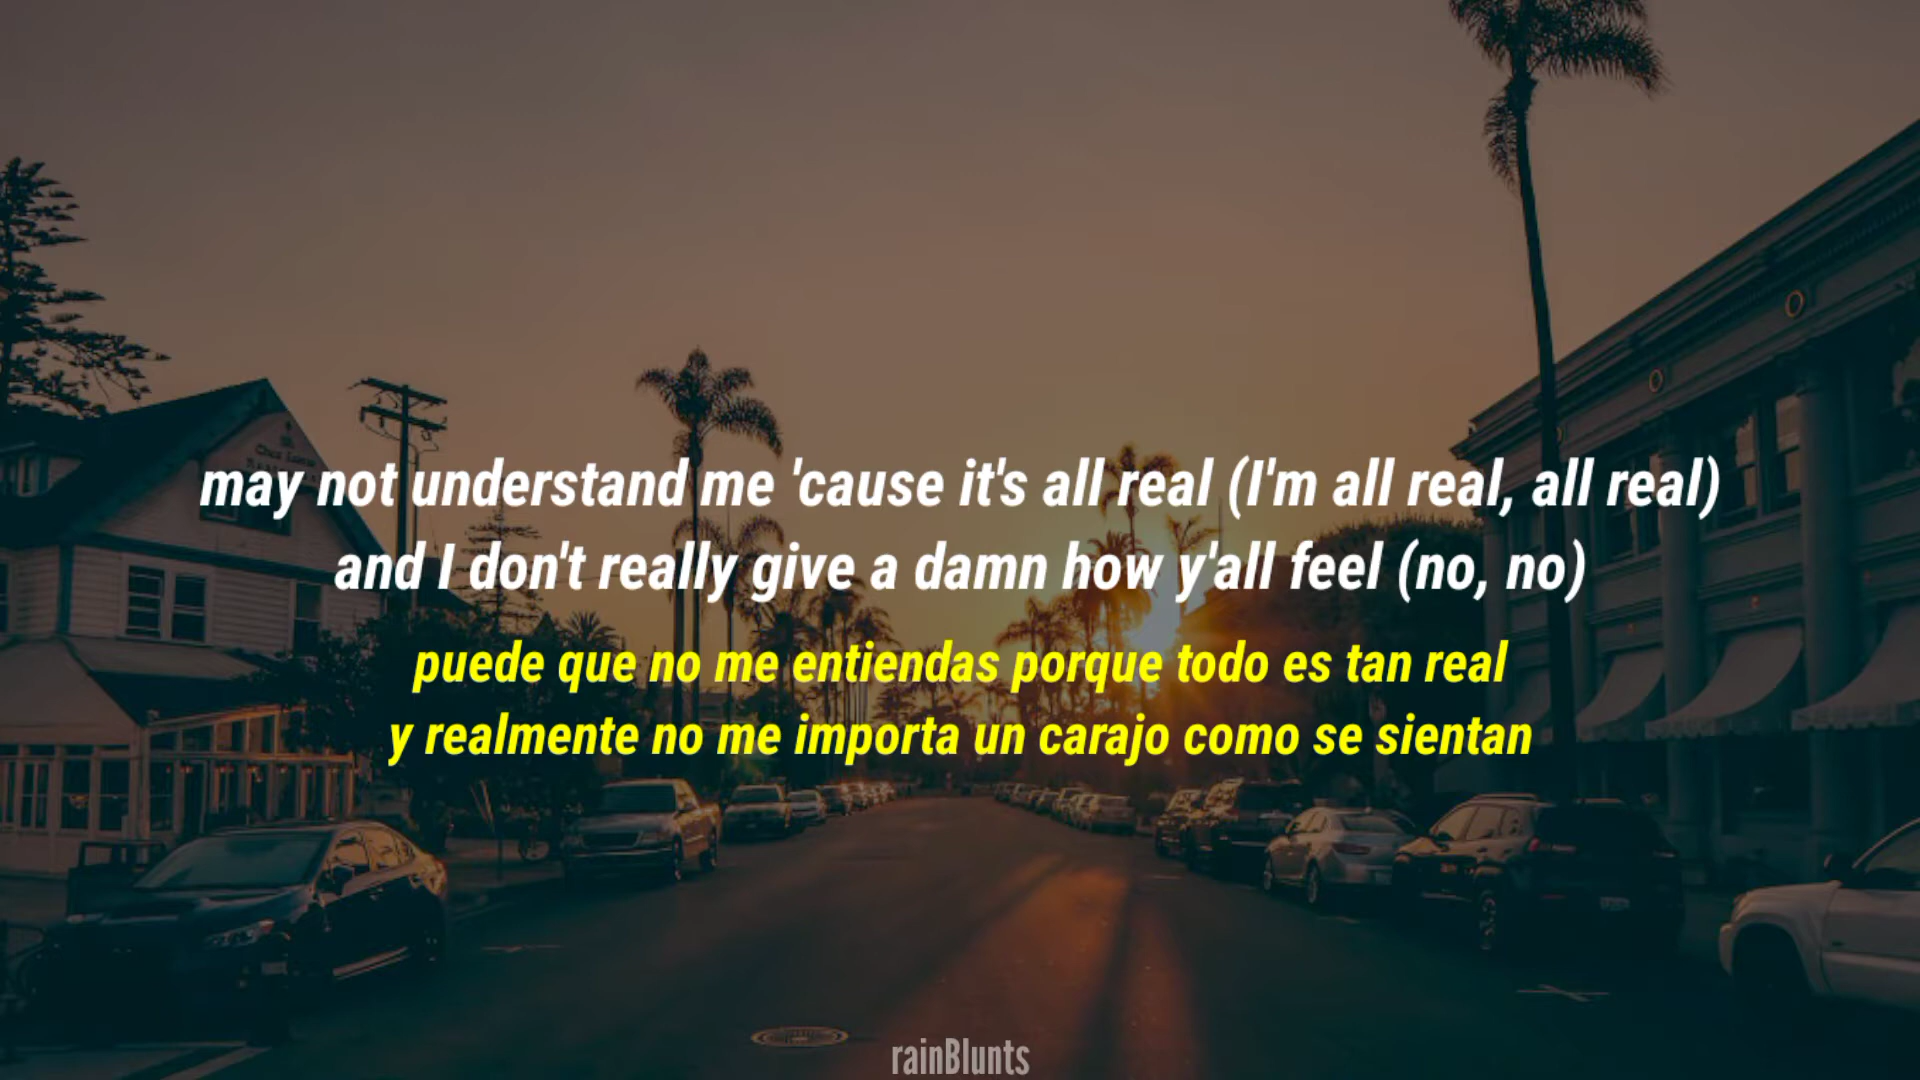 may not understand me 'cause it's all real (I'm all real, all real)
and I don't really give a damn how y'all feel (no, no)
puede que no me entiendas porque todo es tan real
y realmente no me importa un carajo como se sientan
rainBlunts